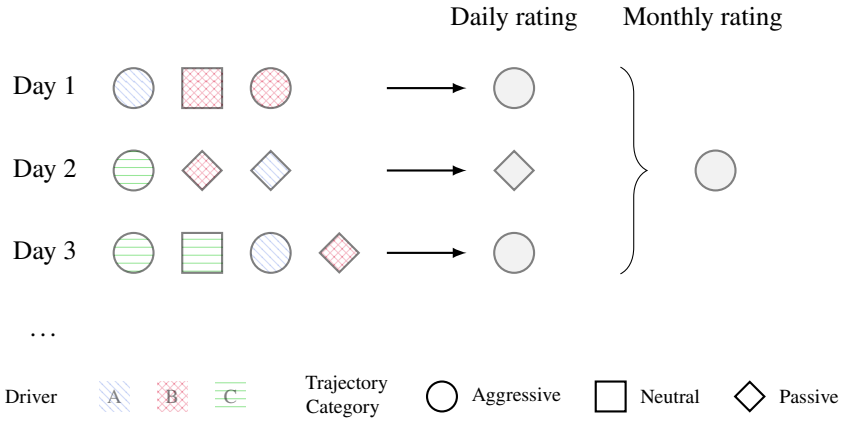 Daily rating Monthly rating
Day 1
Day 2
Day 3
...
Driver A B C Trajectory Category Aggressive Neutral Passive